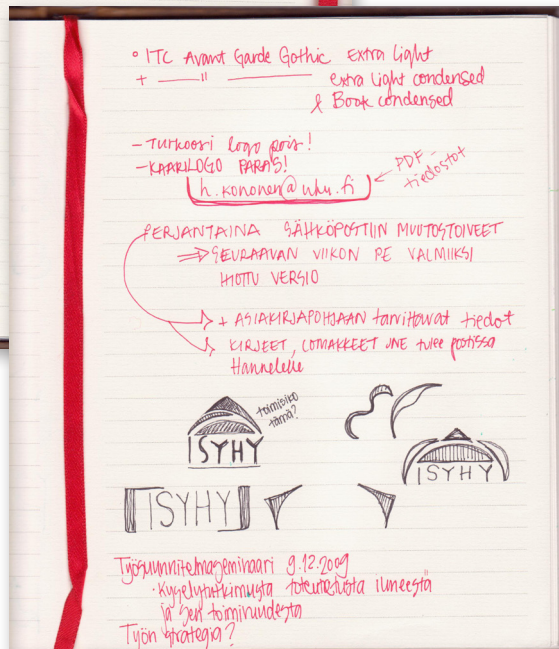 ° ITC Avant Garde Gothic Extra Light
+ —— " —— extra light condensed
& Book condensed
- Turkoosi logo pois!
- KAARILOGO PARAS!
h.kononen@uku.fi
← PDF-
tiedostot
PERJANTAINA SÄHKÖPOSTIIN MUUTOSTOIVEET
⇒ SEURAAVAN VIIKON PE VALMIIKSI
HIOTTU VERSIO
→ + ASIAKIRJAPOHJAAN tarvittavat tiedot
→ KIRJEET, LOMAKKEET JNE tulee postissa
Hannelelle
toimisiko
tämä?
ISYHY
ISYHY
ISYHY
Työsuunnitelmaseminaari 9.12.2009
· Kyselytutkimusta toteutetusta ilmeestä
ja sen toimivuudesta
Työn strategia?